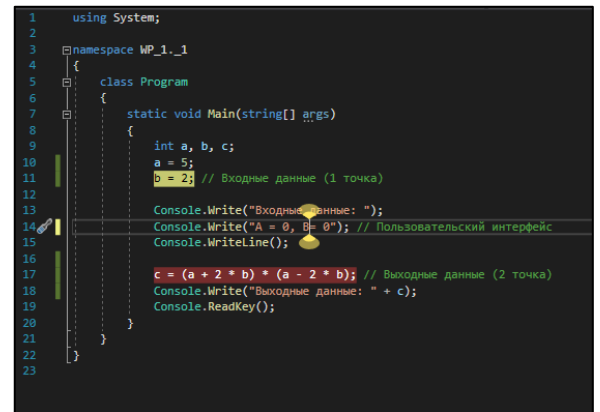 1 using System;
2
3 namespace WP_1._1
4 {
5 class Program
6 {
7 static void Main(string[] args)
8 {
9 int a, b, c;
10 a = 5;
11 b = 2; // Входные данные (1 точка)
12
13 Console.Write("Входные данные: ");
14 Console.Write("A = 0, B= 0"); // Пользовательский интерфейс
15 Console.WriteLine();
16
17 c = (a + 2 * b) * (a - 2 * b); // Выходные данные (2 точка)
18 Console.Write("Выходные данные: " + c);
19 Console.ReadKey();
20 }
21 }
22 }
23